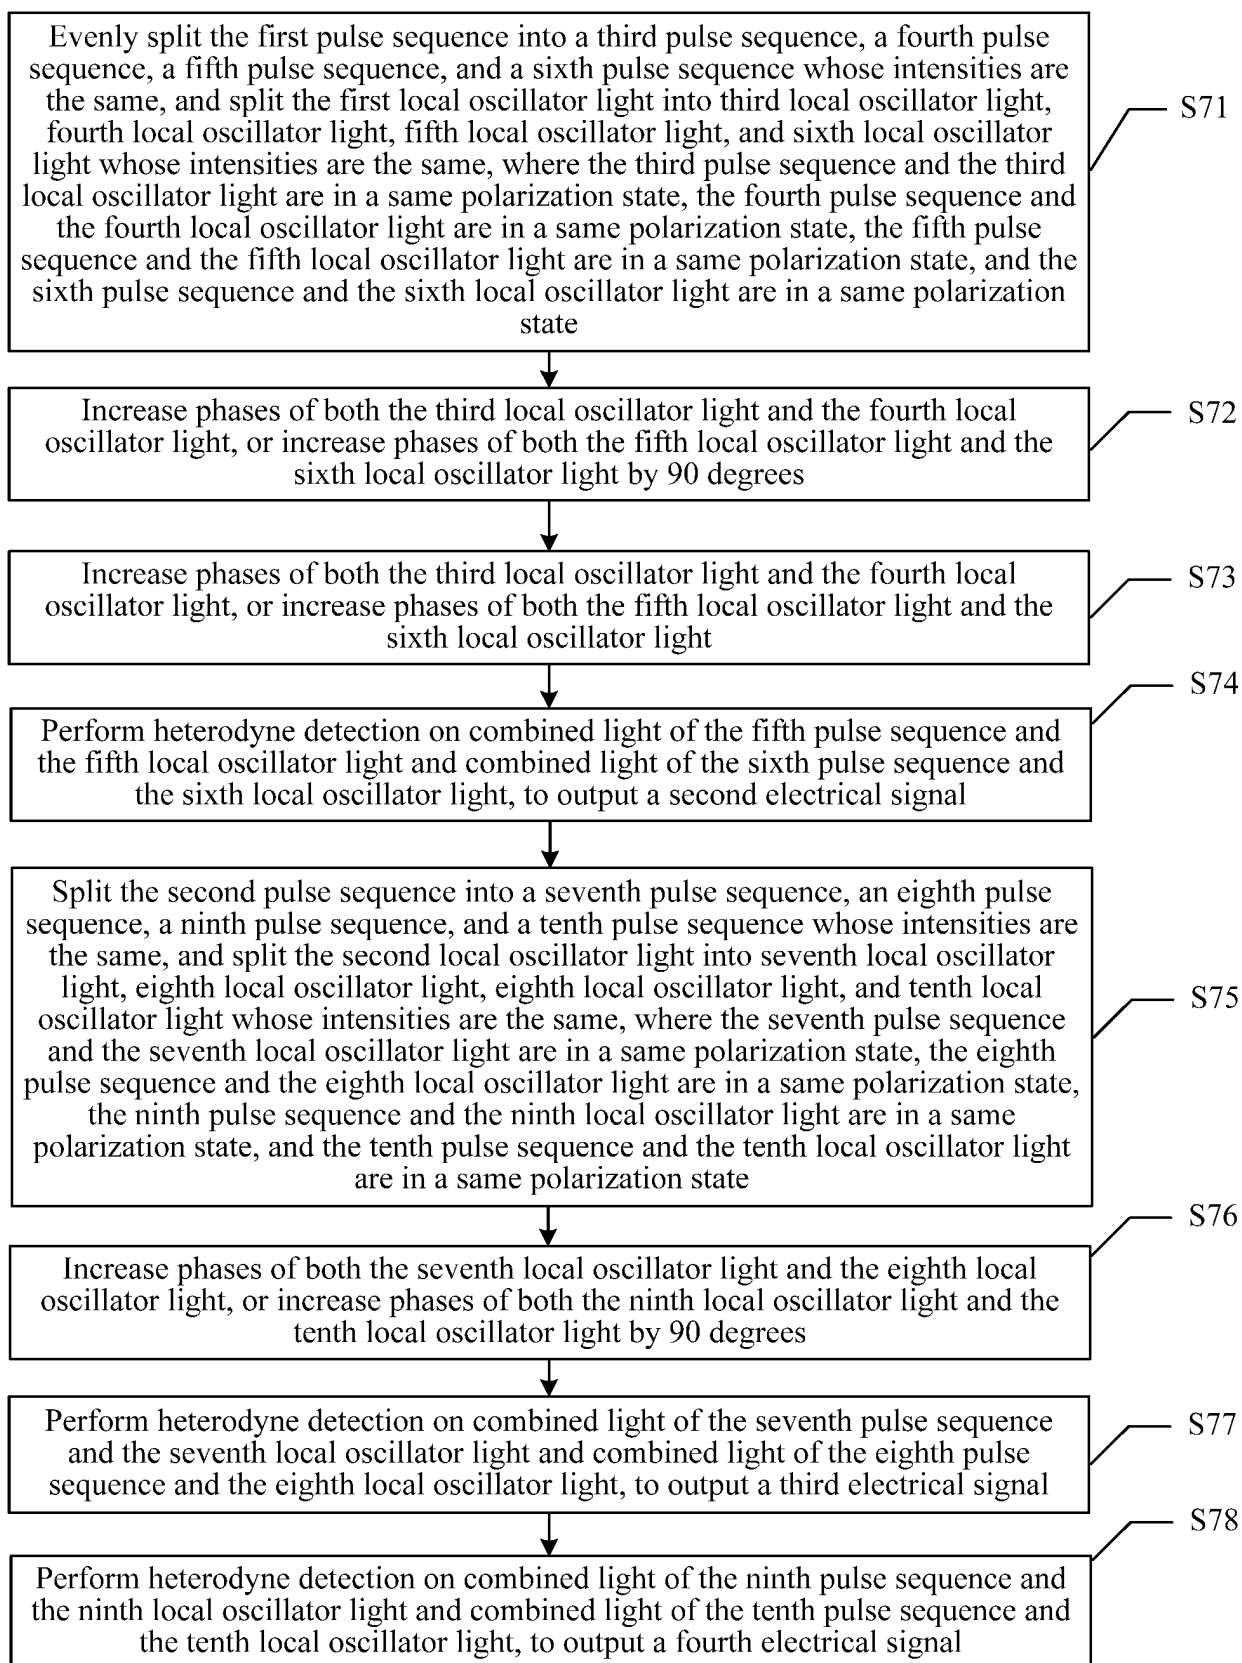 Evenly split the first pulse sequence into a third pulse sequence, a fourth pulse
sequence, a fifth pulse sequence, and a sixth pulse sequence whose intensities are
the same, and split the first local oscillator light into third local oscillator light,
fourth local oscillator light, fifth local oscillator light, and sixth local oscillator
light whose intensities are the same, where the third pulse sequence and the third
local oscillator light are in a same polarization state, the fourth pulse sequence and
the fourth local oscillator light are in a same polarization state, the fifth pulse
sequence and the fifth local oscillator light are in a same polarization state, and the
sixth pulse sequence and the sixth local oscillator light are in a same polarization
state
S71
Increase phases of both the third local oscillator light and the fourth local
oscillator light, or increase phases of both the fifth local oscillator light and the
sixth local oscillator light by 90 degrees
S72
Increase phases of both the third local oscillator light and the fourth local
oscillator light, or increase phases of both the fifth local oscillator light and the
sixth local oscillator light
S73
Perform heterodyne detection on combined light of the fifth pulse sequence and
the fifth local oscillator light and combined light of the sixth pulse sequence and
the sixth local oscillator light, to output a second electrical signal
S74
Split the second pulse sequence into a seventh pulse sequence, an eighth pulse
sequence, a ninth pulse sequence, and a tenth pulse sequence whose intensities are
the same, and split the second local oscillator light into seventh local oscillator
light, eighth local oscillator light, eighth local oscillator light, and tenth local
oscillator light whose intensities are the same, where the seventh pulse sequence
and the seventh local oscillator light are in a same polarization state, the eighth
pulse sequence and the eighth local oscillator light are in a same polarization state,
the ninth pulse sequence and the ninth local oscillator light are in a same
polarization state, and the tenth pulse sequence and the tenth local oscillator light
are in a same polarization state
S75
Increase phases of both the seventh local oscillator light and the eighth local
oscillator light, or increase phases of both the ninth local oscillator light and the
tenth local oscillator light by 90 degrees
S76
Perform heterodyne detection on combined light of the seventh pulse sequence
and the seventh local oscillator light and combined light of the eighth pulse
sequence and the eighth local oscillator light, to output a third electrical signal
S77
Perform heterodyne detection on combined light of the ninth pulse sequence and
the ninth local oscillator light and combined light of the tenth pulse sequence and
the tenth local oscillator light, to output a fourth electrical signal
S78